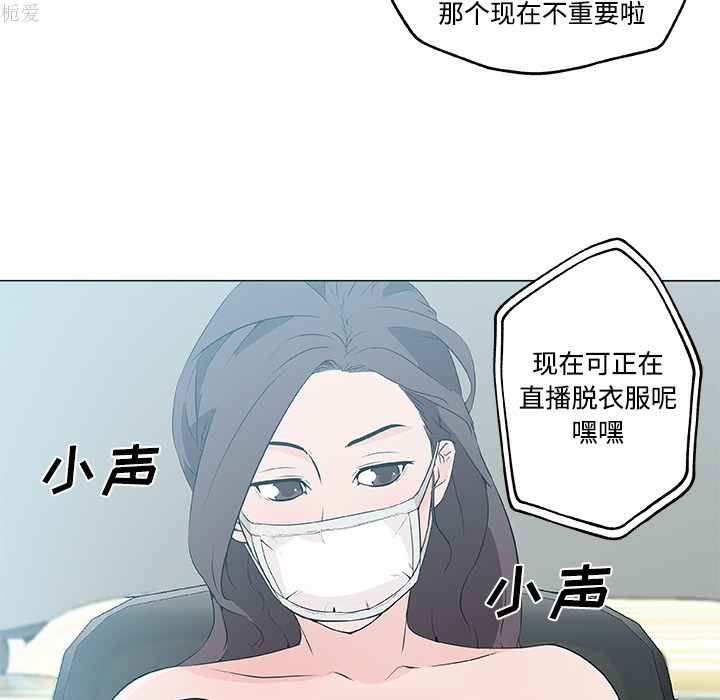 栀爱
那个现在不重要啦
现在可正在
直播脱衣服呢
嘿嘿
小声
小声